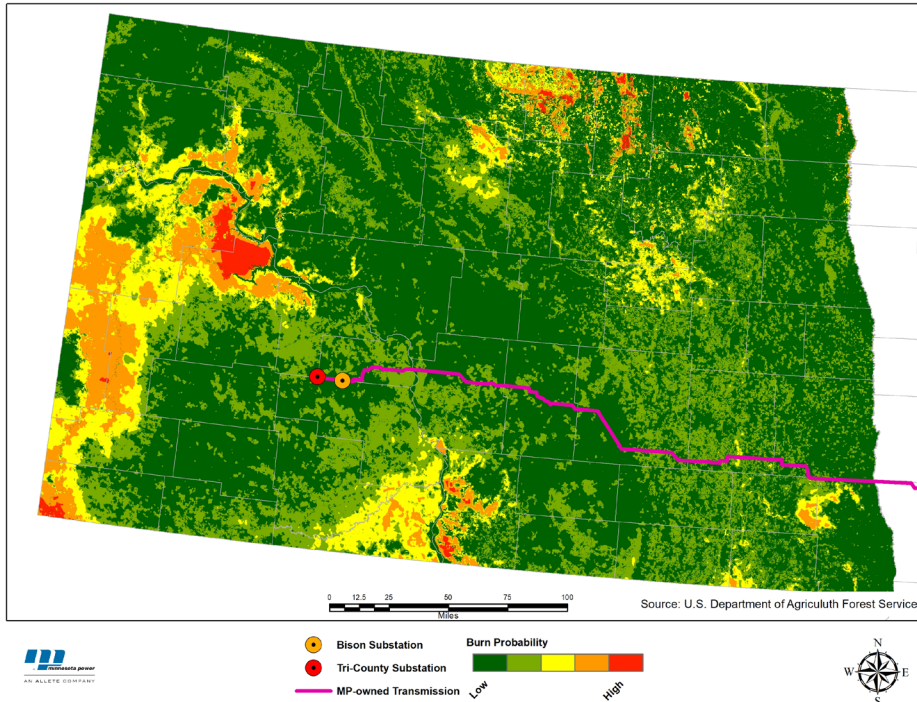 0 12.5 25 50 75 100
Miles
Source: U.S. Department of Agriculuth Forest Service
mp
minnesota power
AN ALLETE COMPANY
Bison Substation
Tri-County Substation
MP-owned Transmission
Burn Probability
Low
High
N
W E
S